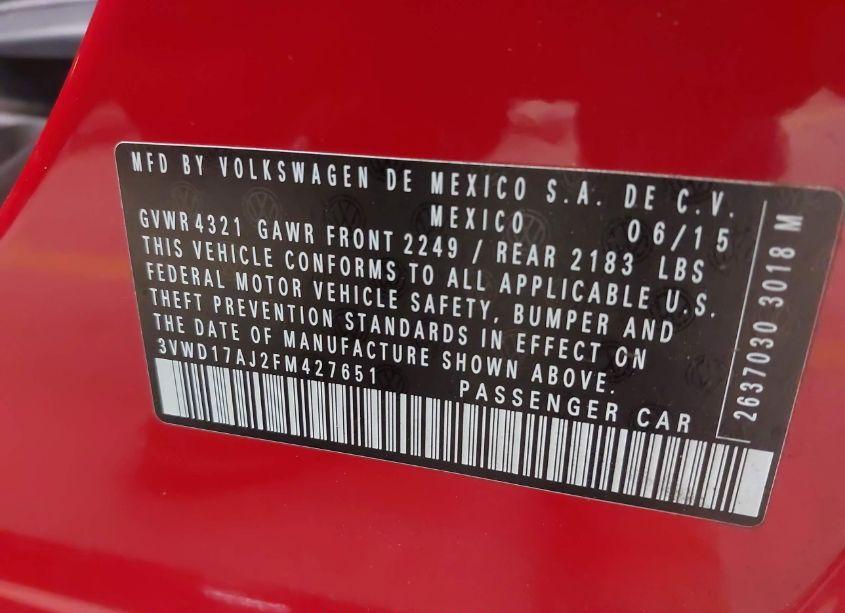 MFD BY VOLKSWAGEN DE MEXICO S.A. DE C.V.
MEXICO 06/15
GVWR 4321 GAWR FRONT 2249 / REAR 2183 LBS
THIS VEHICLE CONFORMS TO ALL APPLICABLE U.S.
FEDERAL MOTOR VEHICLE SAFETY, BUMPER AND
THEFT PREVENTION STANDARDS IN EFFECT ON
THE DATE OF MANUFACTURE SHOWN ABOVE.
3VWD17AJ2FM427651 PASSENGER CAR
2637030 3018 M